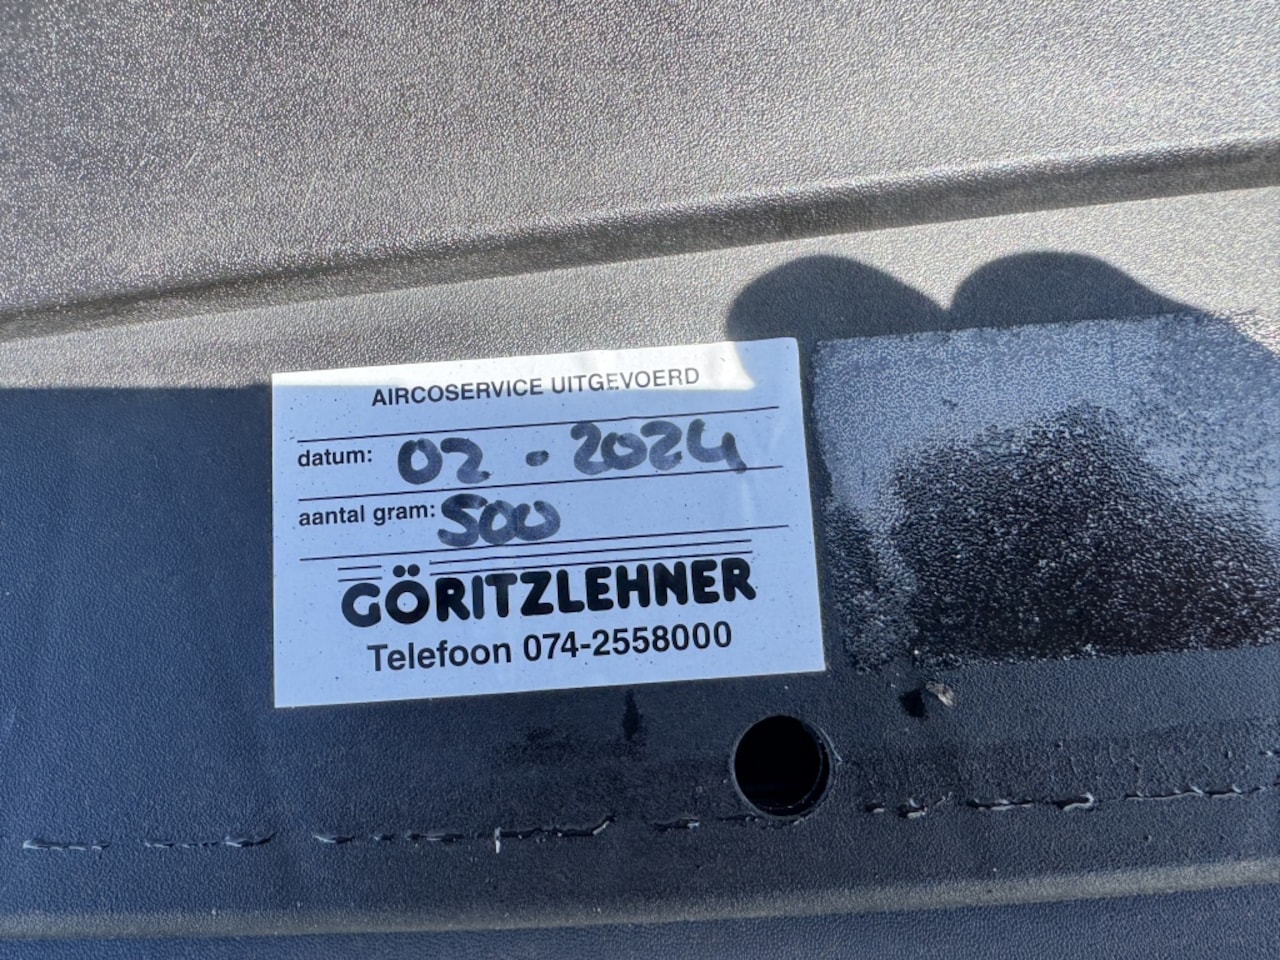 AIRCOSERVICE UITGEVOERD
datum: 02 - 2024
aantal gram: 500
GÖRITZLEHNER
Telefoon 074-2558000